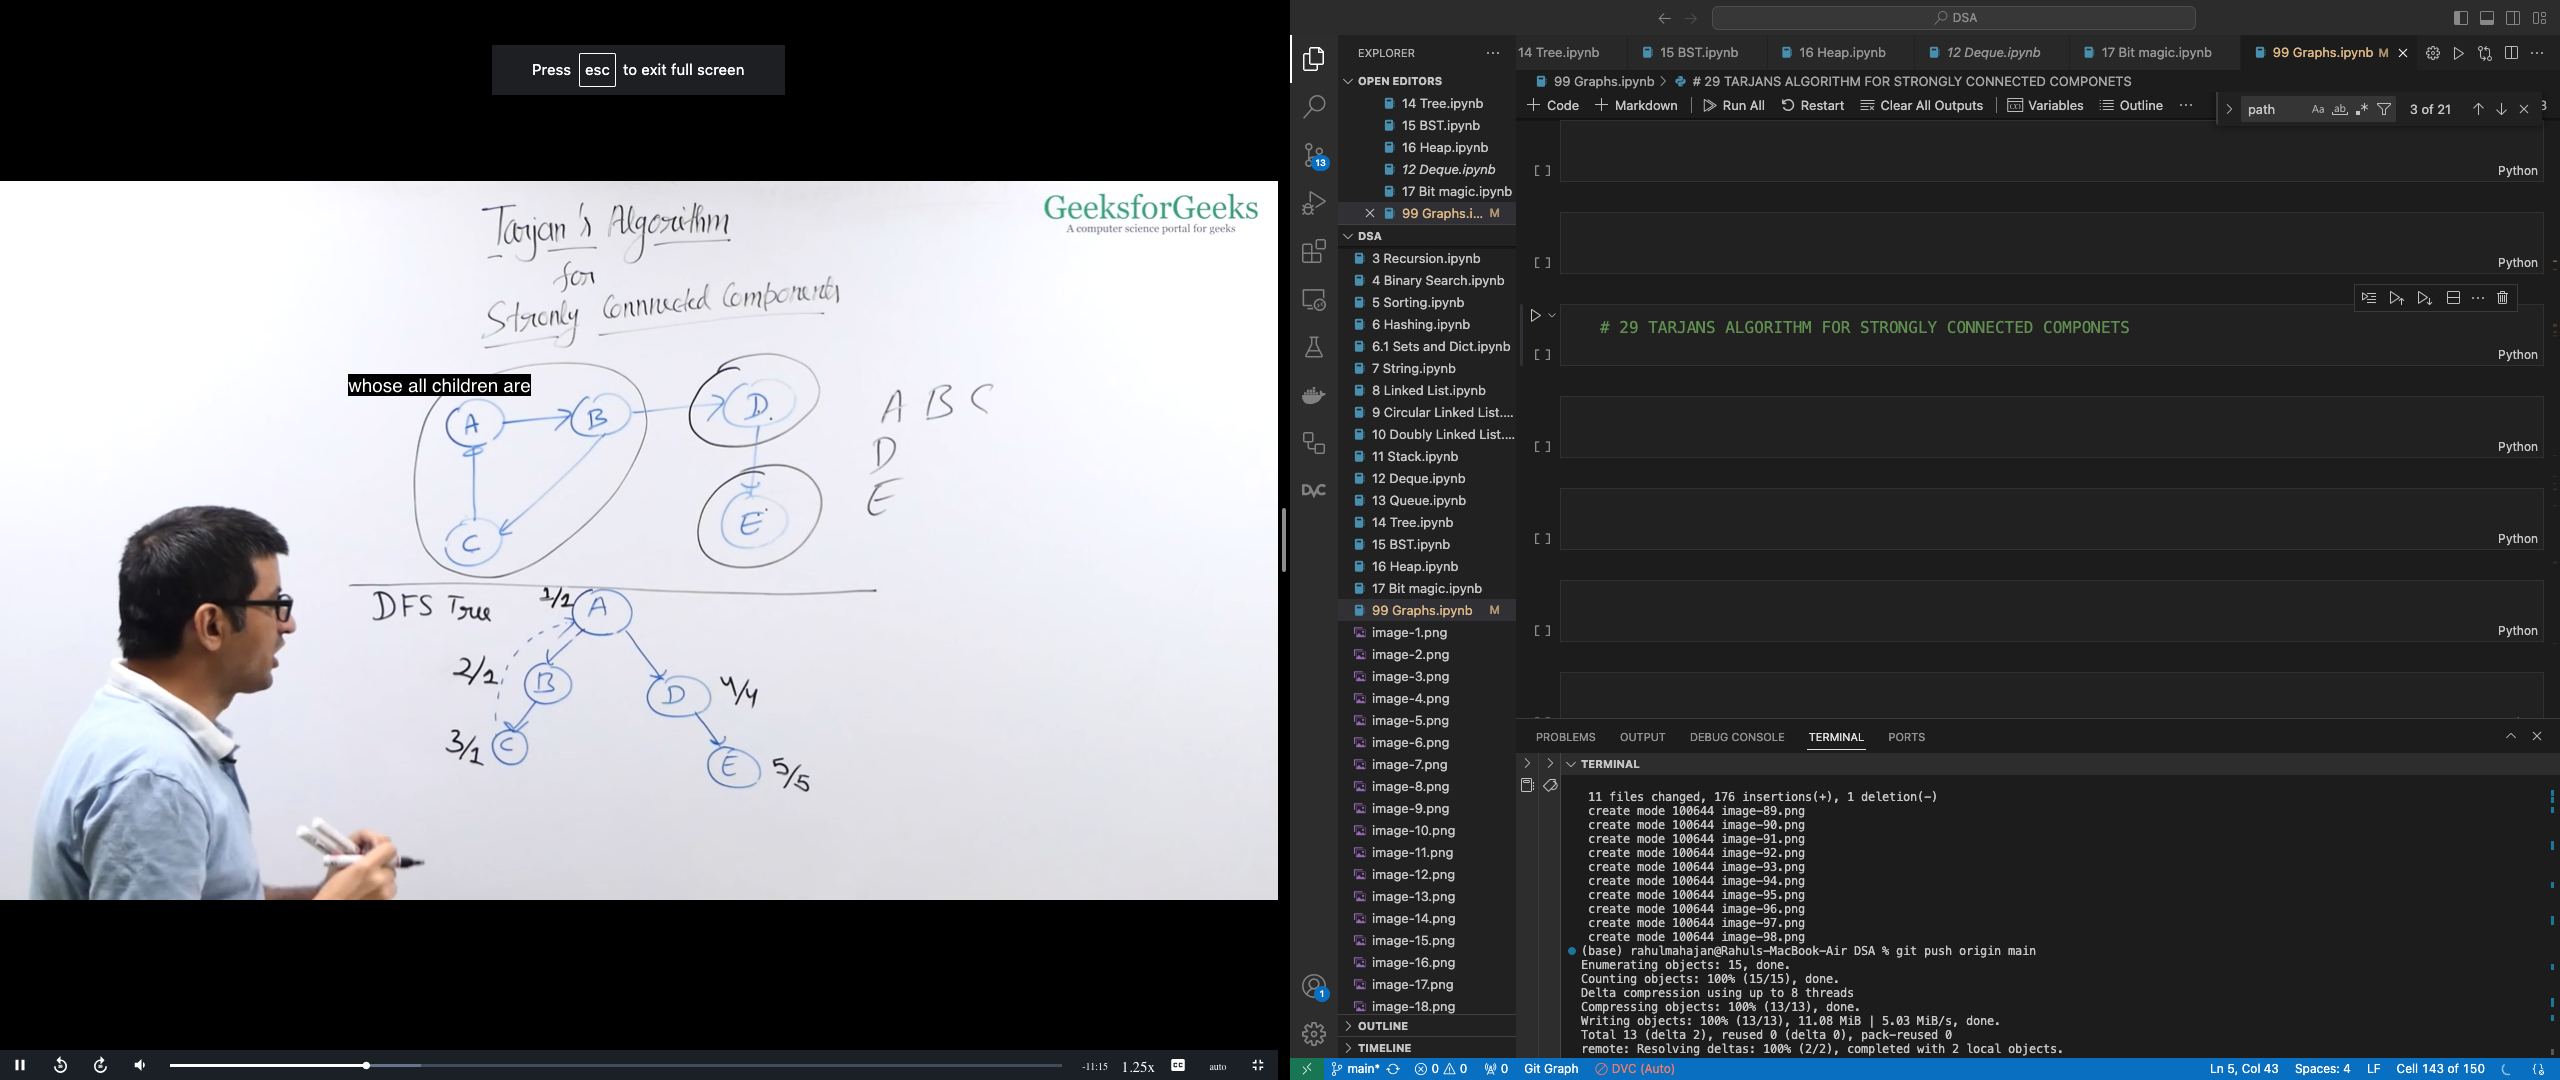 Press esc to exit full screen
GeeksforGeeks
A computer science portal for geeks
Tarjan's Algorithm
for
Stronly Connnected Components
whose all children are
A B D
C E
A B C
D
E
DFS Tree
1/1 A
2/1 B D 4/4
3/1 C E 5/5
-11:15 1.25x CC auto
DSA
EXPLORER
OPEN EDITORS
14 Tree.ipynb
15 BST.ipynb
16 Heap.ipynb
12 Deque.ipynb
17 Bit magic.ipynb
99 Graphs.i... M
DSA
3 Recursion.ipynb
4 Binary Search.ipynb
5 Sorting.ipynb
6 Hashing.ipynb
6.1 Sets and Dict.ipynb
7 String.ipynb
8 Linked List.ipynb
9 Circular Linked List....
10 Doubly Linked List....
11 Stack.ipynb
12 Deque.ipynb
13 Queue.ipynb
14 Tree.ipynb
15 BST.ipynb
16 Heap.ipynb
17 Bit magic.ipynb
99 Graphs.ipynb M
image-1.png
image-2.png
image-3.png
image-4.png
image-5.png
image-6.png
image-7.png
image-8.png
image-9.png
image-10.png
image-11.png
image-12.png
image-13.png
image-14.png
image-15.png
image-16.png
image-17.png
image-18.png
OUTLINE
TIMELINE
13
DVC
1
14 Tree.ipynb 15 BST.ipynb 16 Heap.ipynb 12 Deque.ipynb 17 Bit magic.ipynb 99 Graphs.ipynb M
99 Graphs.ipynb > # 29 TARJANS ALGORITHM FOR STRONGLY CONNECTED COMPONETS
+ Code + Markdown Run All Restart Clear All Outputs Variables Outline ...
path Aa ab 3 of 21
[ ] Python
[ ] Python
# 29 TARJANS ALGORITHM FOR STRONGLY CONNECTED COMPONETS
[ ] Python
[ ] Python
[ ] Python
[ ] Python
PROBLEMS OUTPUT DEBUG CONSOLE TERMINAL PORTS
TERMINAL
11 files changed, 176 insertions(+), 1 deletion(-)
create mode 100644 image-89.png
create mode 100644 image-90.png
create mode 100644 image-91.png
create mode 100644 image-92.png
create mode 100644 image-93.png
create mode 100644 image-94.png
create mode 100644 image-95.png
create mode 100644 image-96.png
create mode 100644 image-97.png
create mode 100644 image-98.png
(base) rahulmahajan@Rahuls-MacBook-Air DSA % git push origin main
Enumerating objects: 15, done.
Counting objects: 100% (15/15), done.
Delta compression using up to 8 threads
Compressing objects: 100% (13/13), done.
Writing objects: 100% (13/13), 11.08 MiB | 5.03 MiB/s, done.
Total 13 (delta 2), reused 0 (delta 0), pack-reused 0
remote: Resolving deltas: 100% (2/2), completed with 2 local objects.
main* 0 0 0 Git Graph DVC (Auto) Ln 5, Col 43 Spaces: 4 LF Cell 143 of 150